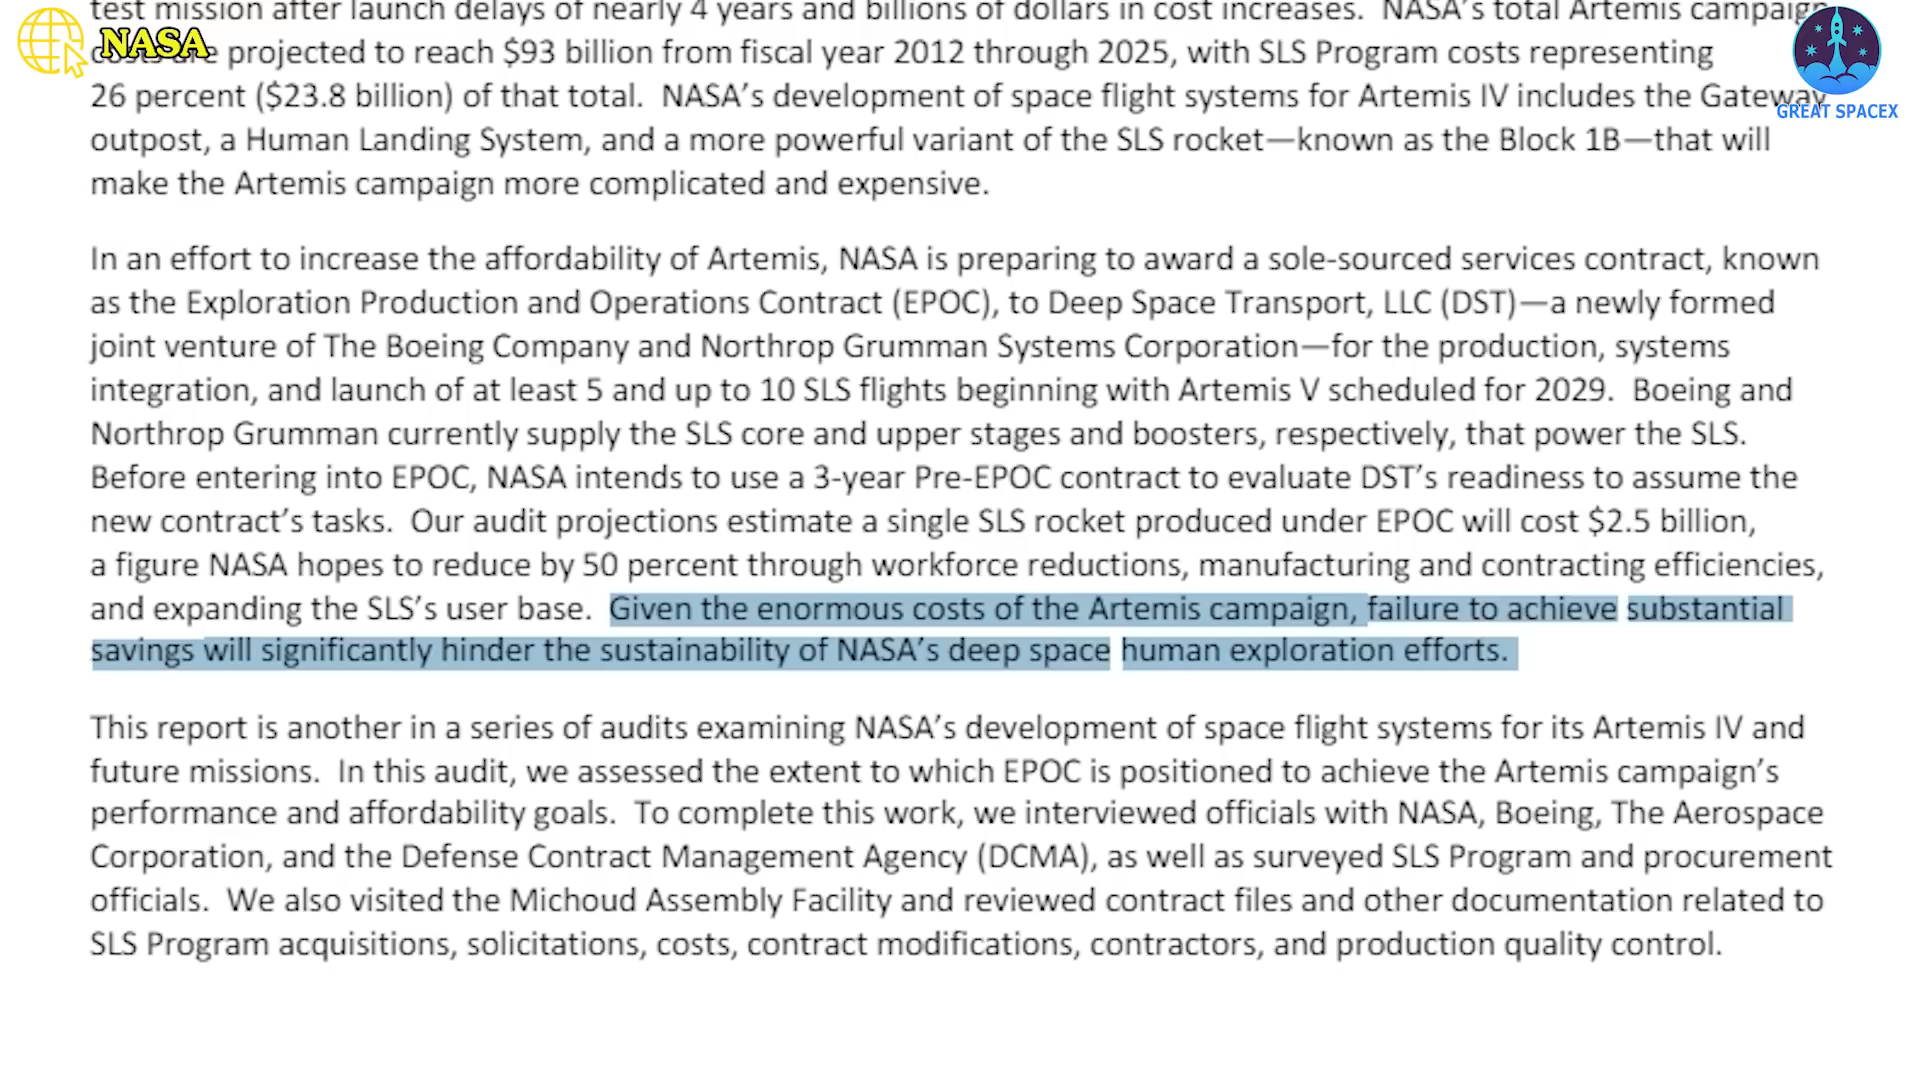 test mission after launch delays of nearly 4 years and billions of dollars in cost increases.  NASA's total Artemis campaign
NASA
costs are projected to reach $93 billion from fiscal year 2012 through 2025, with SLS Program costs representing
26 percent ($23.8 billion) of that total.  NASA's development of space flight systems for Artemis IV includes the Gateway
GREAT SPACEX
outpost, a Human Landing System, and a more powerful variant of the SLS rocket—known as the Block 1B—that will
make the Artemis campaign more complicated and expensive.
In an effort to increase the affordability of Artemis, NASA is preparing to award a sole-sourced services contract, known
as the Exploration Production and Operations Contract (EPOC), to Deep Space Transport, LLC (DST)—a newly formed
joint venture of The Boeing Company and Northrop Grumman Systems Corporation—for the production, systems
integration, and launch of at least 5 and up to 10 SLS flights beginning with Artemis V scheduled for 2029.  Boeing and
Northrop Grumman currently supply the SLS core and upper stages and boosters, respectively, that power the SLS.
Before entering into EPOC, NASA intends to use a 3-year Pre-EPOC contract to evaluate DST's readiness to assume the
new contract's tasks.  Our audit projections estimate a single SLS rocket produced under EPOC will cost $2.5 billion,
a figure NASA hopes to reduce by 50 percent through workforce reductions, manufacturing and contracting efficiencies,
and expanding the SLS's user base.  Given the enormous costs of the Artemis campaign, failure to achieve substantial
savings will significantly hinder the sustainability of NASA's deep space human exploration efforts.
This report is another in a series of audits examining NASA's development of space flight systems for its Artemis IV and
future missions.  In this audit, we assessed the extent to which EPOC is positioned to achieve the Artemis campaign's
performance and affordability goals.  To complete this work, we interviewed officials with NASA, Boeing, The Aerospace
Corporation, and the Defense Contract Management Agency (DCMA), as well as surveyed SLS Program and procurement
officials.  We also visited the Michoud Assembly Facility and reviewed contract files and other documentation related to
SLS Program acquisitions, solicitations, costs, contract modifications, contractors, and production quality control.